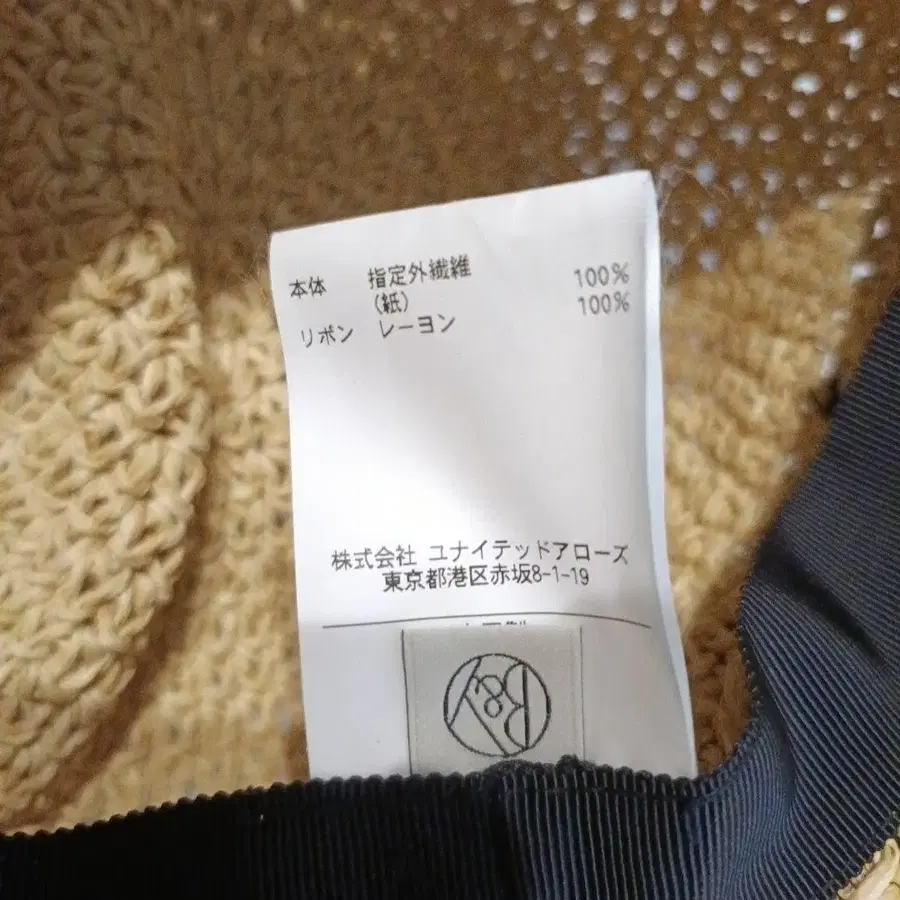 本体 指定外繊維 100%
(紙) 100%
リボン レーヨン
株式会社 ユナイテッドアローズ
東京都港区赤坂8-1-19
B&Y